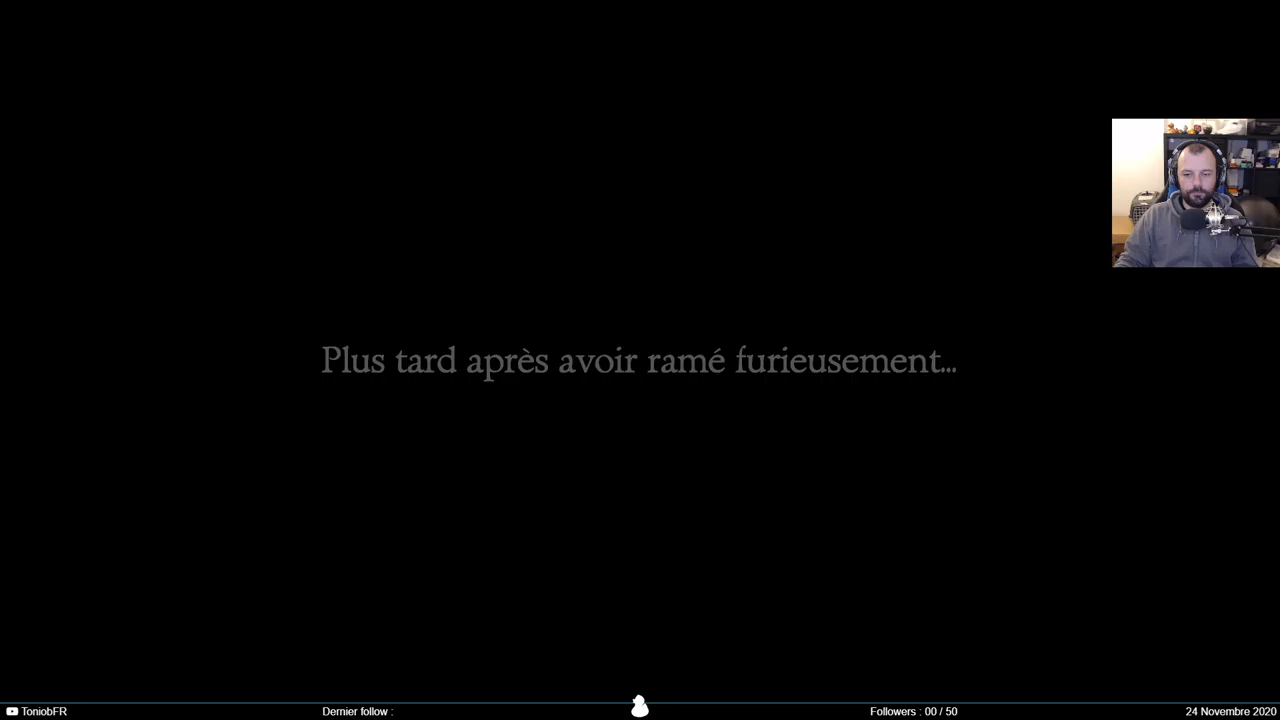 Plus tard après avoir ramé furieusement...
ToniobFR
Dernier follow :
Followers : 00 / 50
24 Novembre 2020